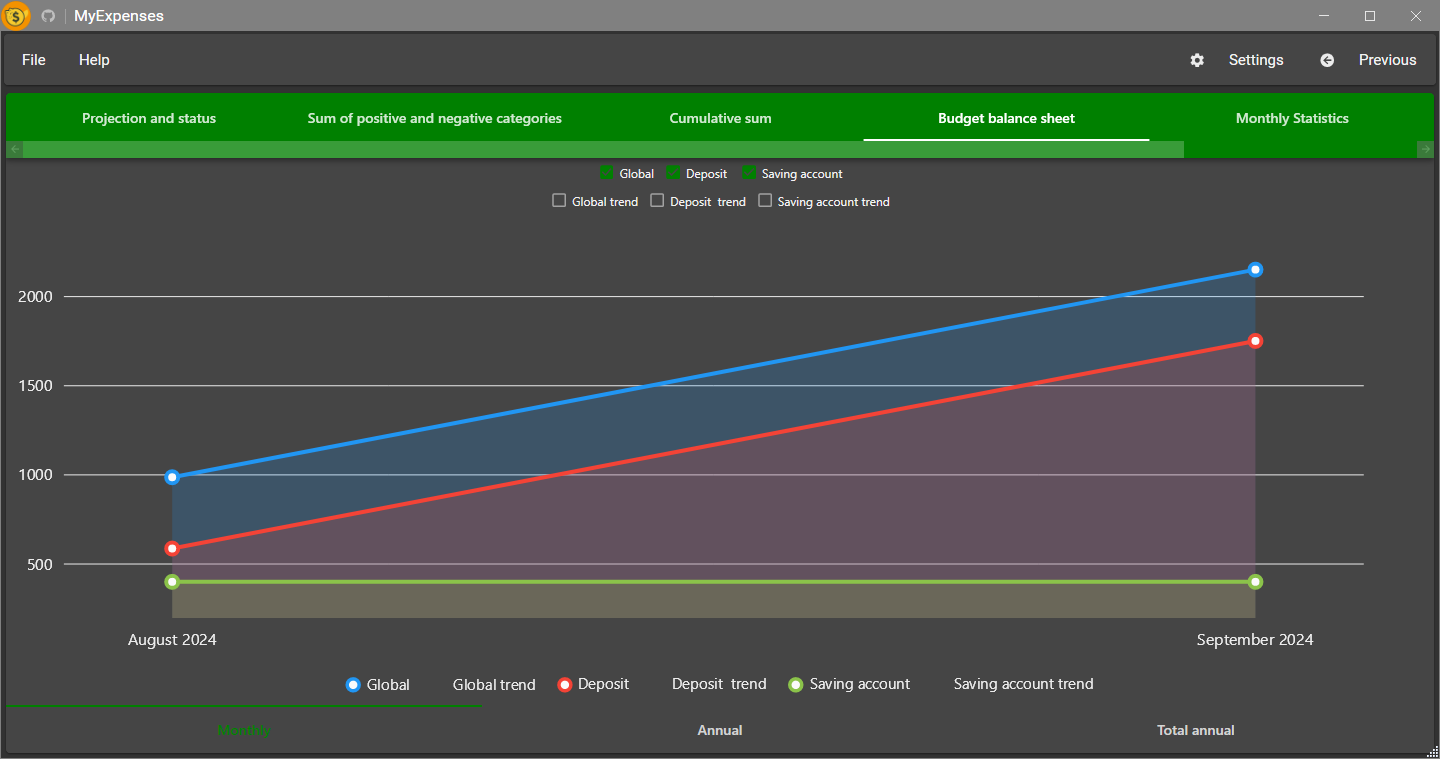 MyExpenses
File Help Settings Previous
Projection and status Sum of positive and negative categories Cumulative sum Budget balance sheet Monthly Statistics
Global Deposit Saving account
Global trend Deposit trend Saving account trend
2000
1500
1000
500
August 2024 September 2024
Global Global trend Deposit Deposit trend Saving account Saving account trend
Monthly Annual Total annual